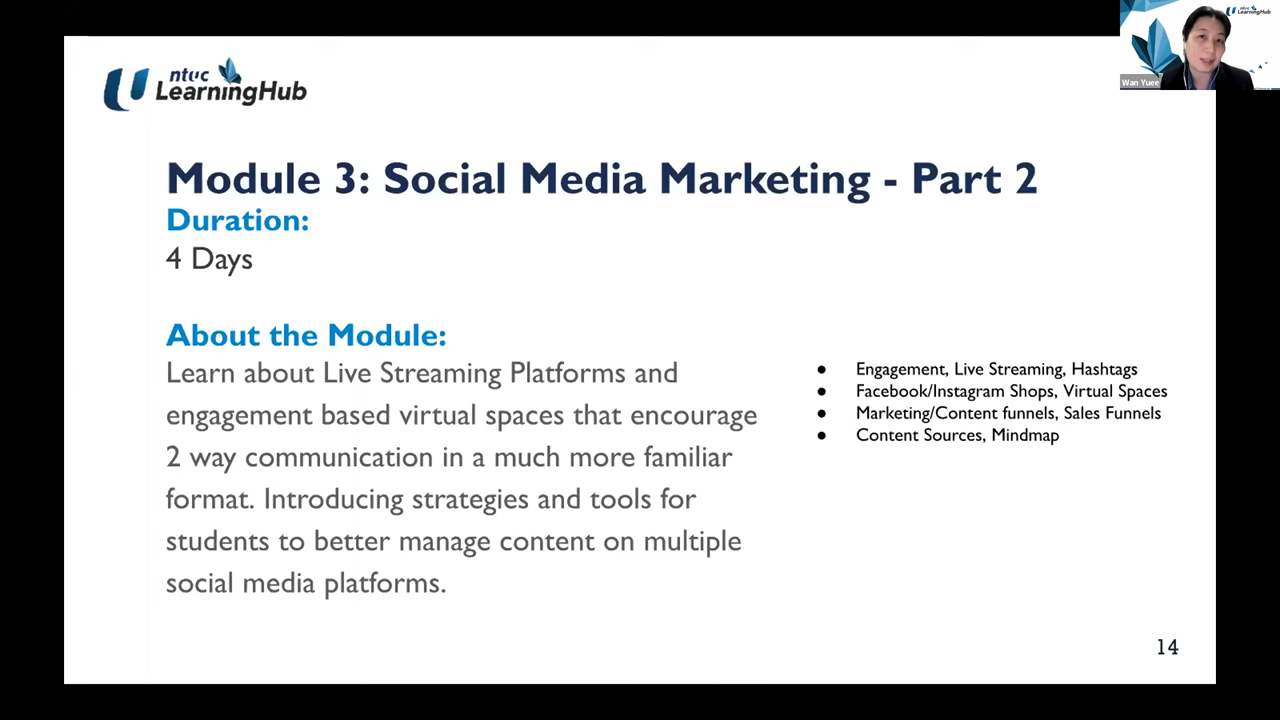 ntuc
LearningHub
ntuc
LearningHub
Wan Yuee
Module 3: Social Media Marketing - Part 2
Duration:
4 Days
About the Module:
Learn about Live Streaming Platforms and
engagement based virtual spaces that encourage
2 way communication in a much more familiar
format. Introducing strategies and tools for
students to better manage content on multiple
social media platforms.
● Engagement, Live Streaming, Hashtags
● Facebook/Instagram Shops, Virtual Spaces
● Marketing/Content funnels, Sales Funnels
● Content Sources, Mindmap
14